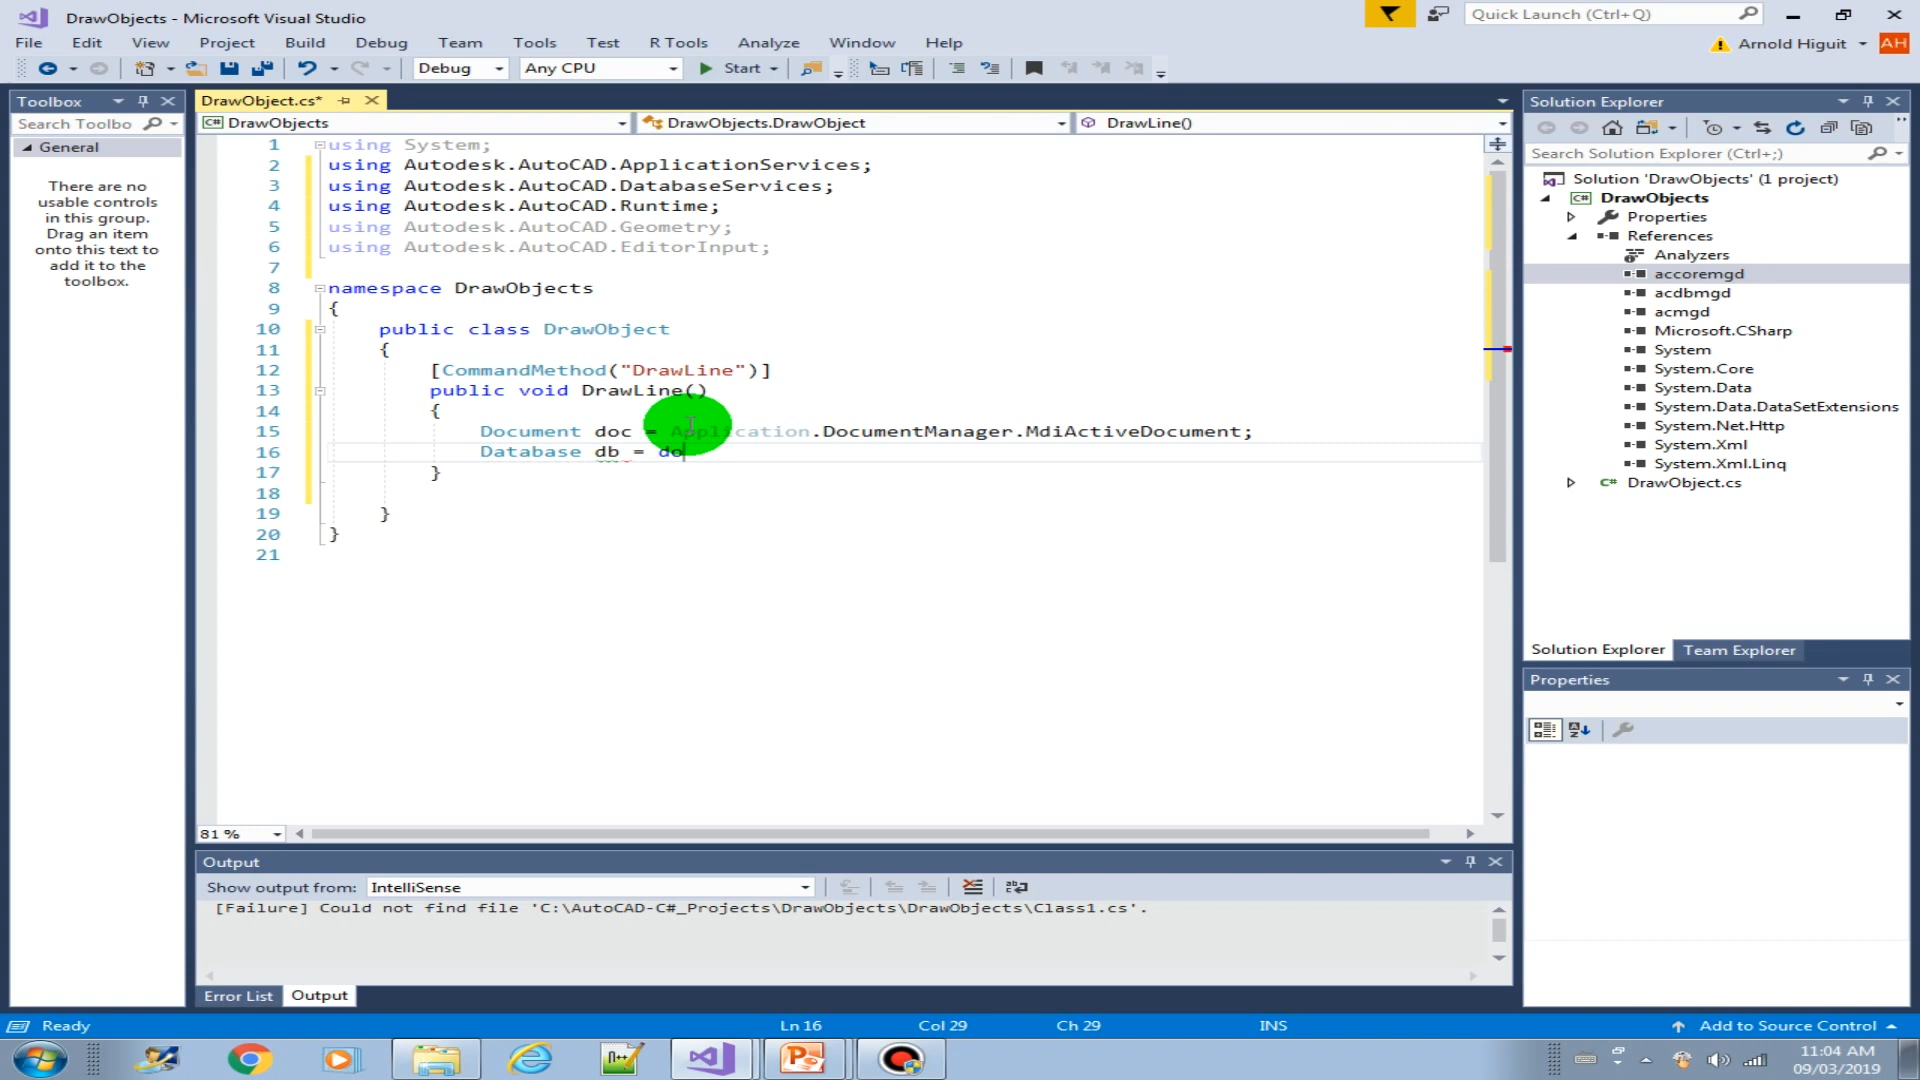 DrawObjects - Microsoft Visual Studio
Quick Launch (Ctrl+Q)
File Edit View Project Build Debug Team Tools Test R Tools Analyze Window Help
Arnold Higuit AH
Debug Any CPU Start
Toolbox
Search Toolbo
General
There are no
usable controls
in this group.
Drag an item
onto this text to
add it to the
toolbox.
DrawObject.cs*
DrawObjects DrawObjects.DrawObject DrawLine()
1 using System;
2 using Autodesk.AutoCAD.ApplicationServices;
3 using Autodesk.AutoCAD.DatabaseServices;
4 using Autodesk.AutoCAD.Runtime;
5 using Autodesk.AutoCAD.Geometry;
6 using Autodesk.AutoCAD.EditorInput;
7
8 namespace DrawObjects
9 {
10 public class DrawObject
11 {
12 [CommandMethod("DrawLine")]
13 public void DrawLine()
14 {
15 Document doc = Application.DocumentManager.MdiActiveDocument;
16 Database db = do
17 }
18
19 }
20 }
21
81 %
Output
Show output from: IntelliSense
[Failure] Could not find file 'C:\AutoCAD-C#_Projects\DrawObjects\DrawObjects\Class1.cs'.
Error List Output
Solution Explorer
Search Solution Explorer (Ctrl+;)
Solution 'DrawObjects' (1 project)
C# DrawObjects
Properties
References
Analyzers
accoremgd
acdbmgd
acmgd
Microsoft.CSharp
System
System.Core
System.Data
System.Data.DataSetExtensions
System.Net.Http
System.Xml
System.Xml.Linq
C# DrawObject.cs
Solution Explorer Team Explorer
Properties
Ready Ln 16 Col 29 Ch 29 INS Add to Source Control
11:04 AM
09/03/2019